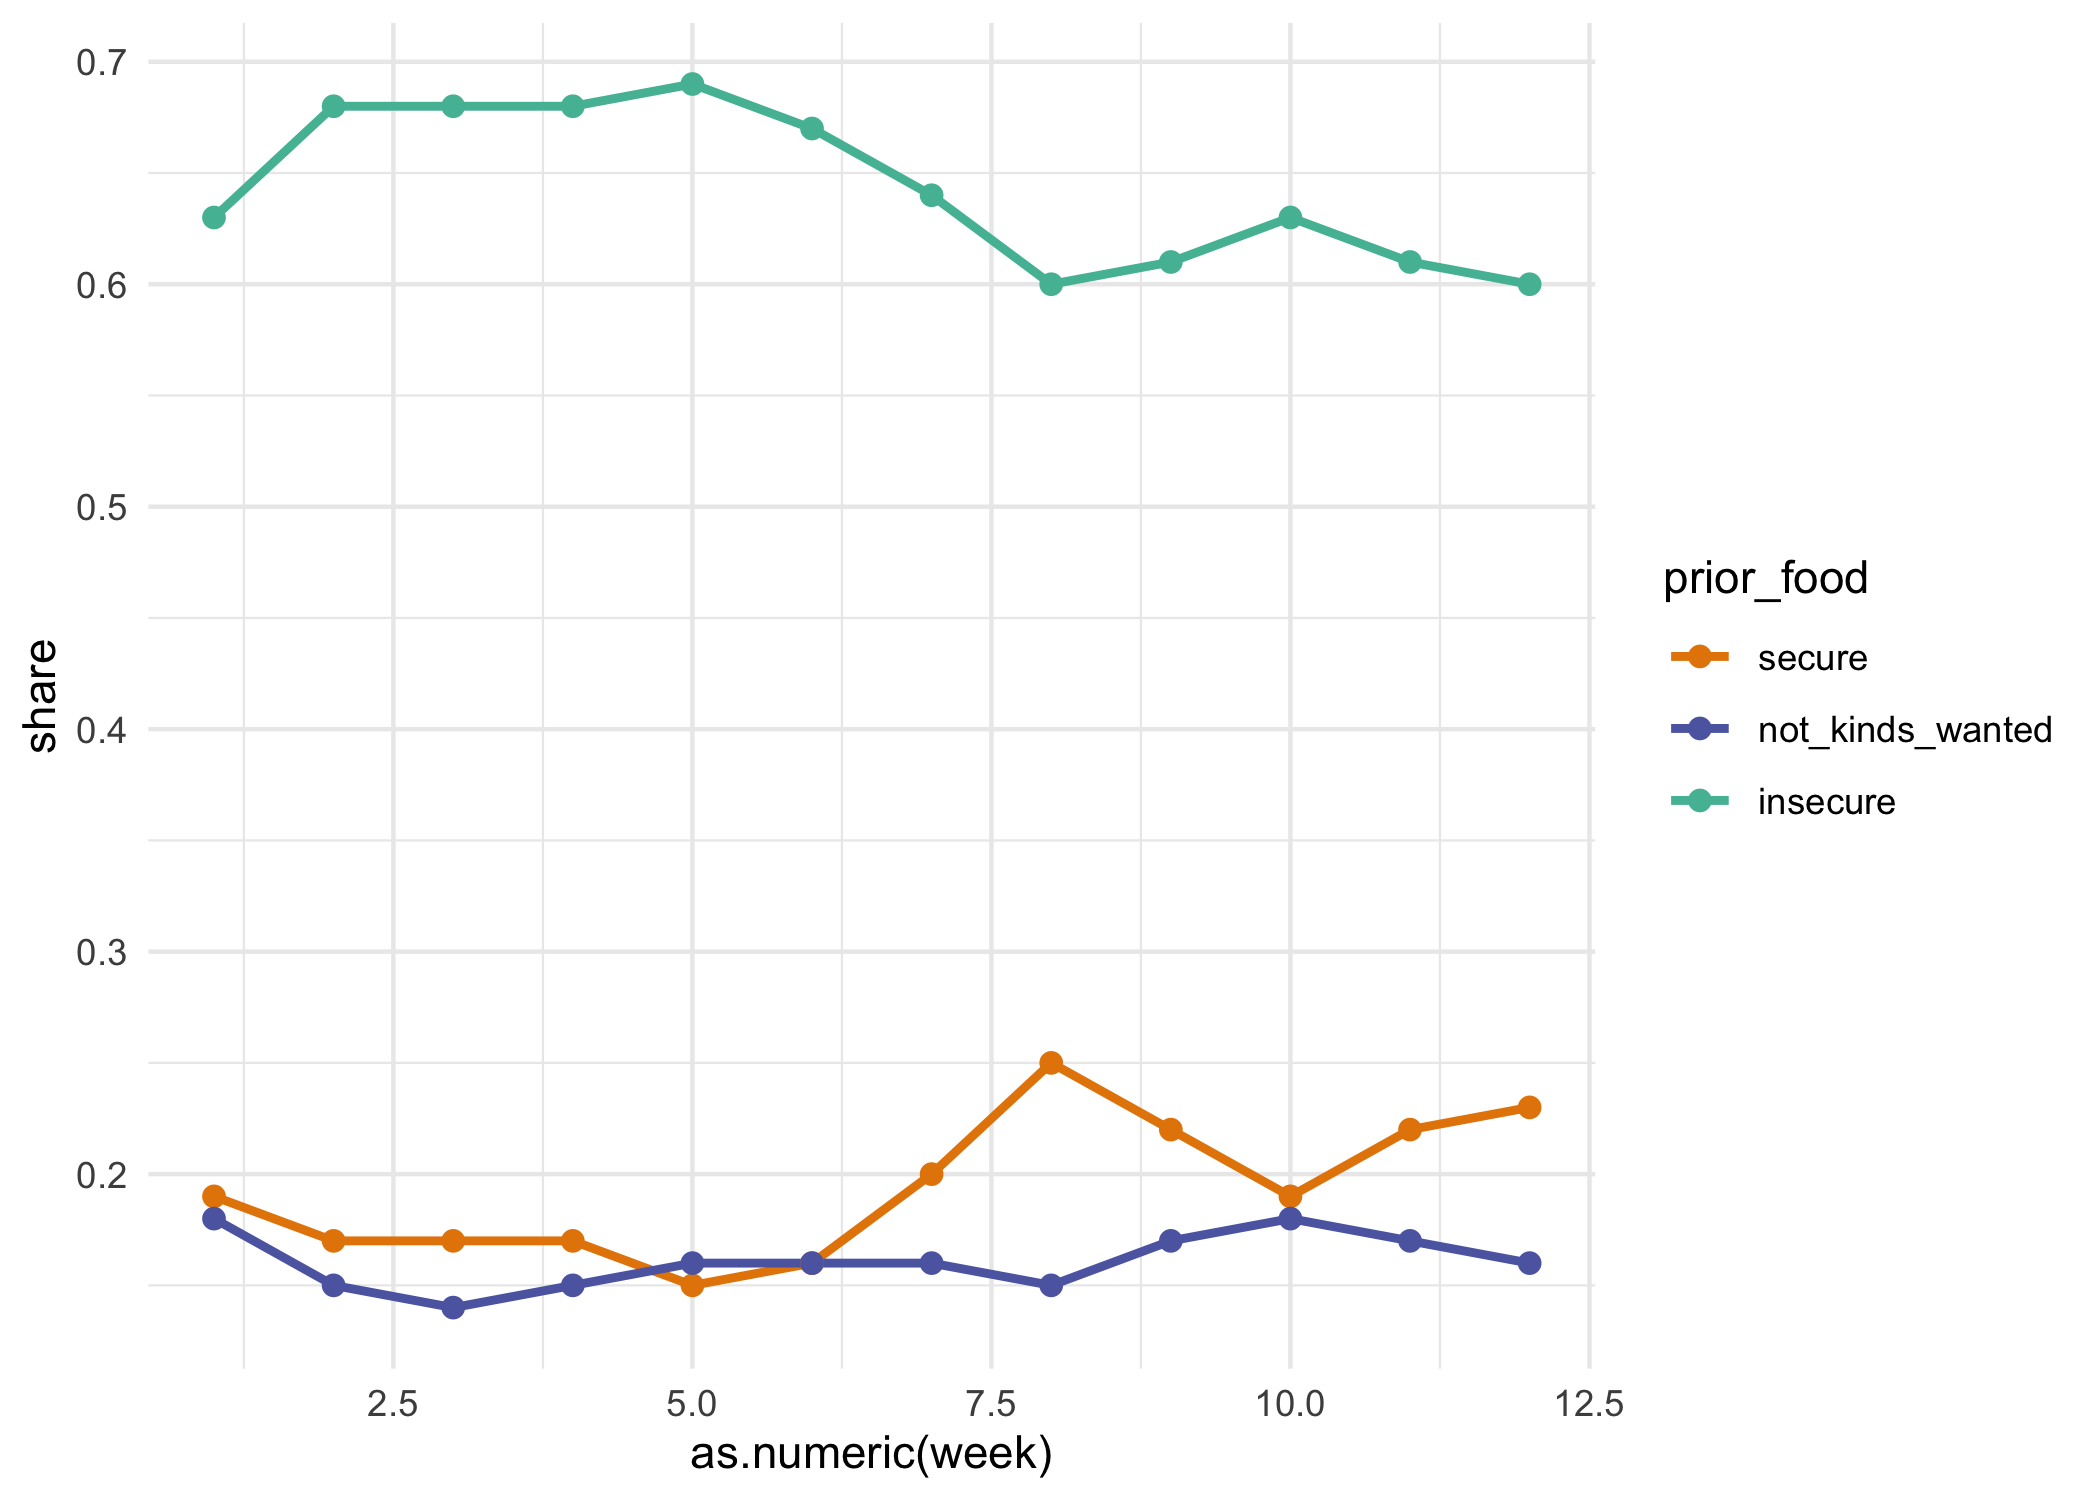 0.7
0.6
0.5
0.4
0.3
0.2
share
2.5 5.0 7.5 10.0 12.5
as.numeric(week)
prior_food
secure
not_kinds_wanted
insecure